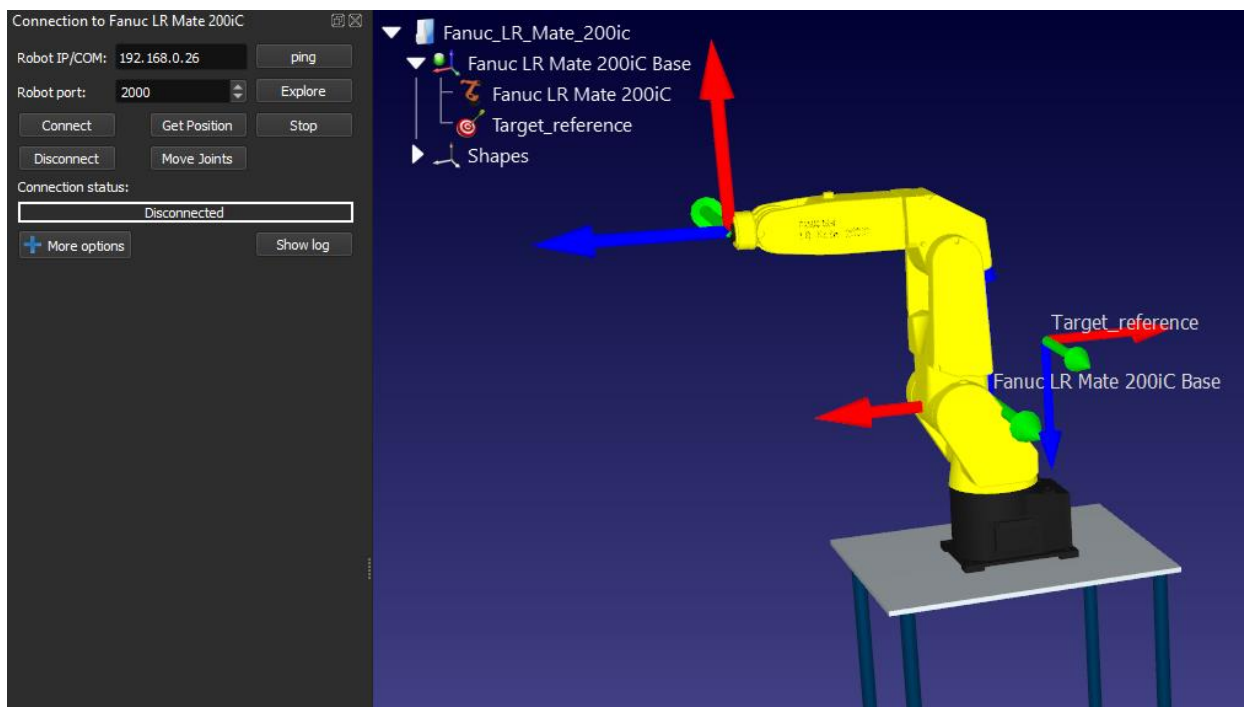 Connection to Fanuc LR Mate 200iC
Robot IP/COM: 192.168.0.26 ping
Robot port: 2000 Explore
Connect Get Position Stop
Disconnect Move Joints
Connection status:
Disconnected
More options Show log
Fanuc_LR_Mate_200ic
Fanuc LR Mate 200iC Base
Fanuc LR Mate 200iC
Target_reference
Shapes
Target_reference
Fanuc LR Mate 200iC Base